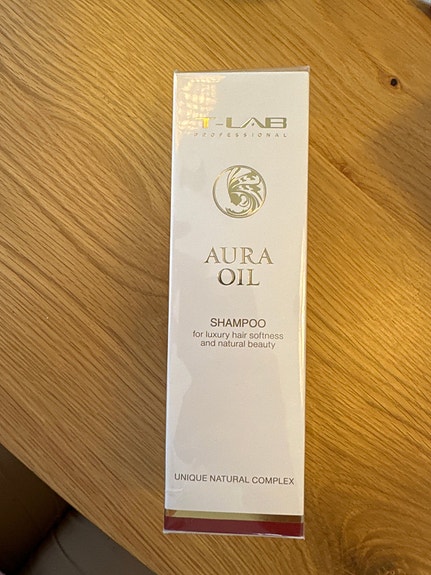 T-LAB
PROFESSIONAL
AURA
OIL
SHAMPOO
for luxury hair softness
and natural beauty
UNIQUE NATURAL COMPLEX